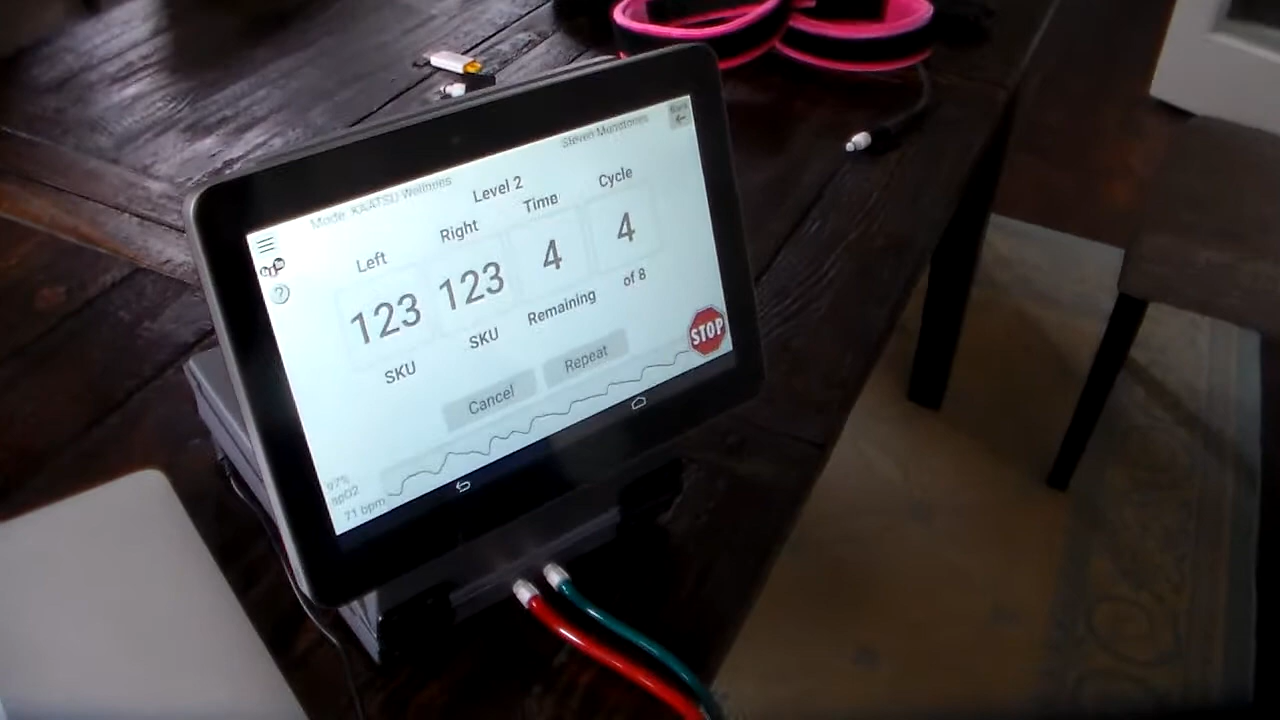 Back
Mode: KAATSU Wellness
Steven Munatones
Level 2
Left
Right
Time
Cycle
123
123
4
4
SKU
SKU
Remaining
of 8
Cancel
Repeat
STOP
97%
spO2
71 bpm